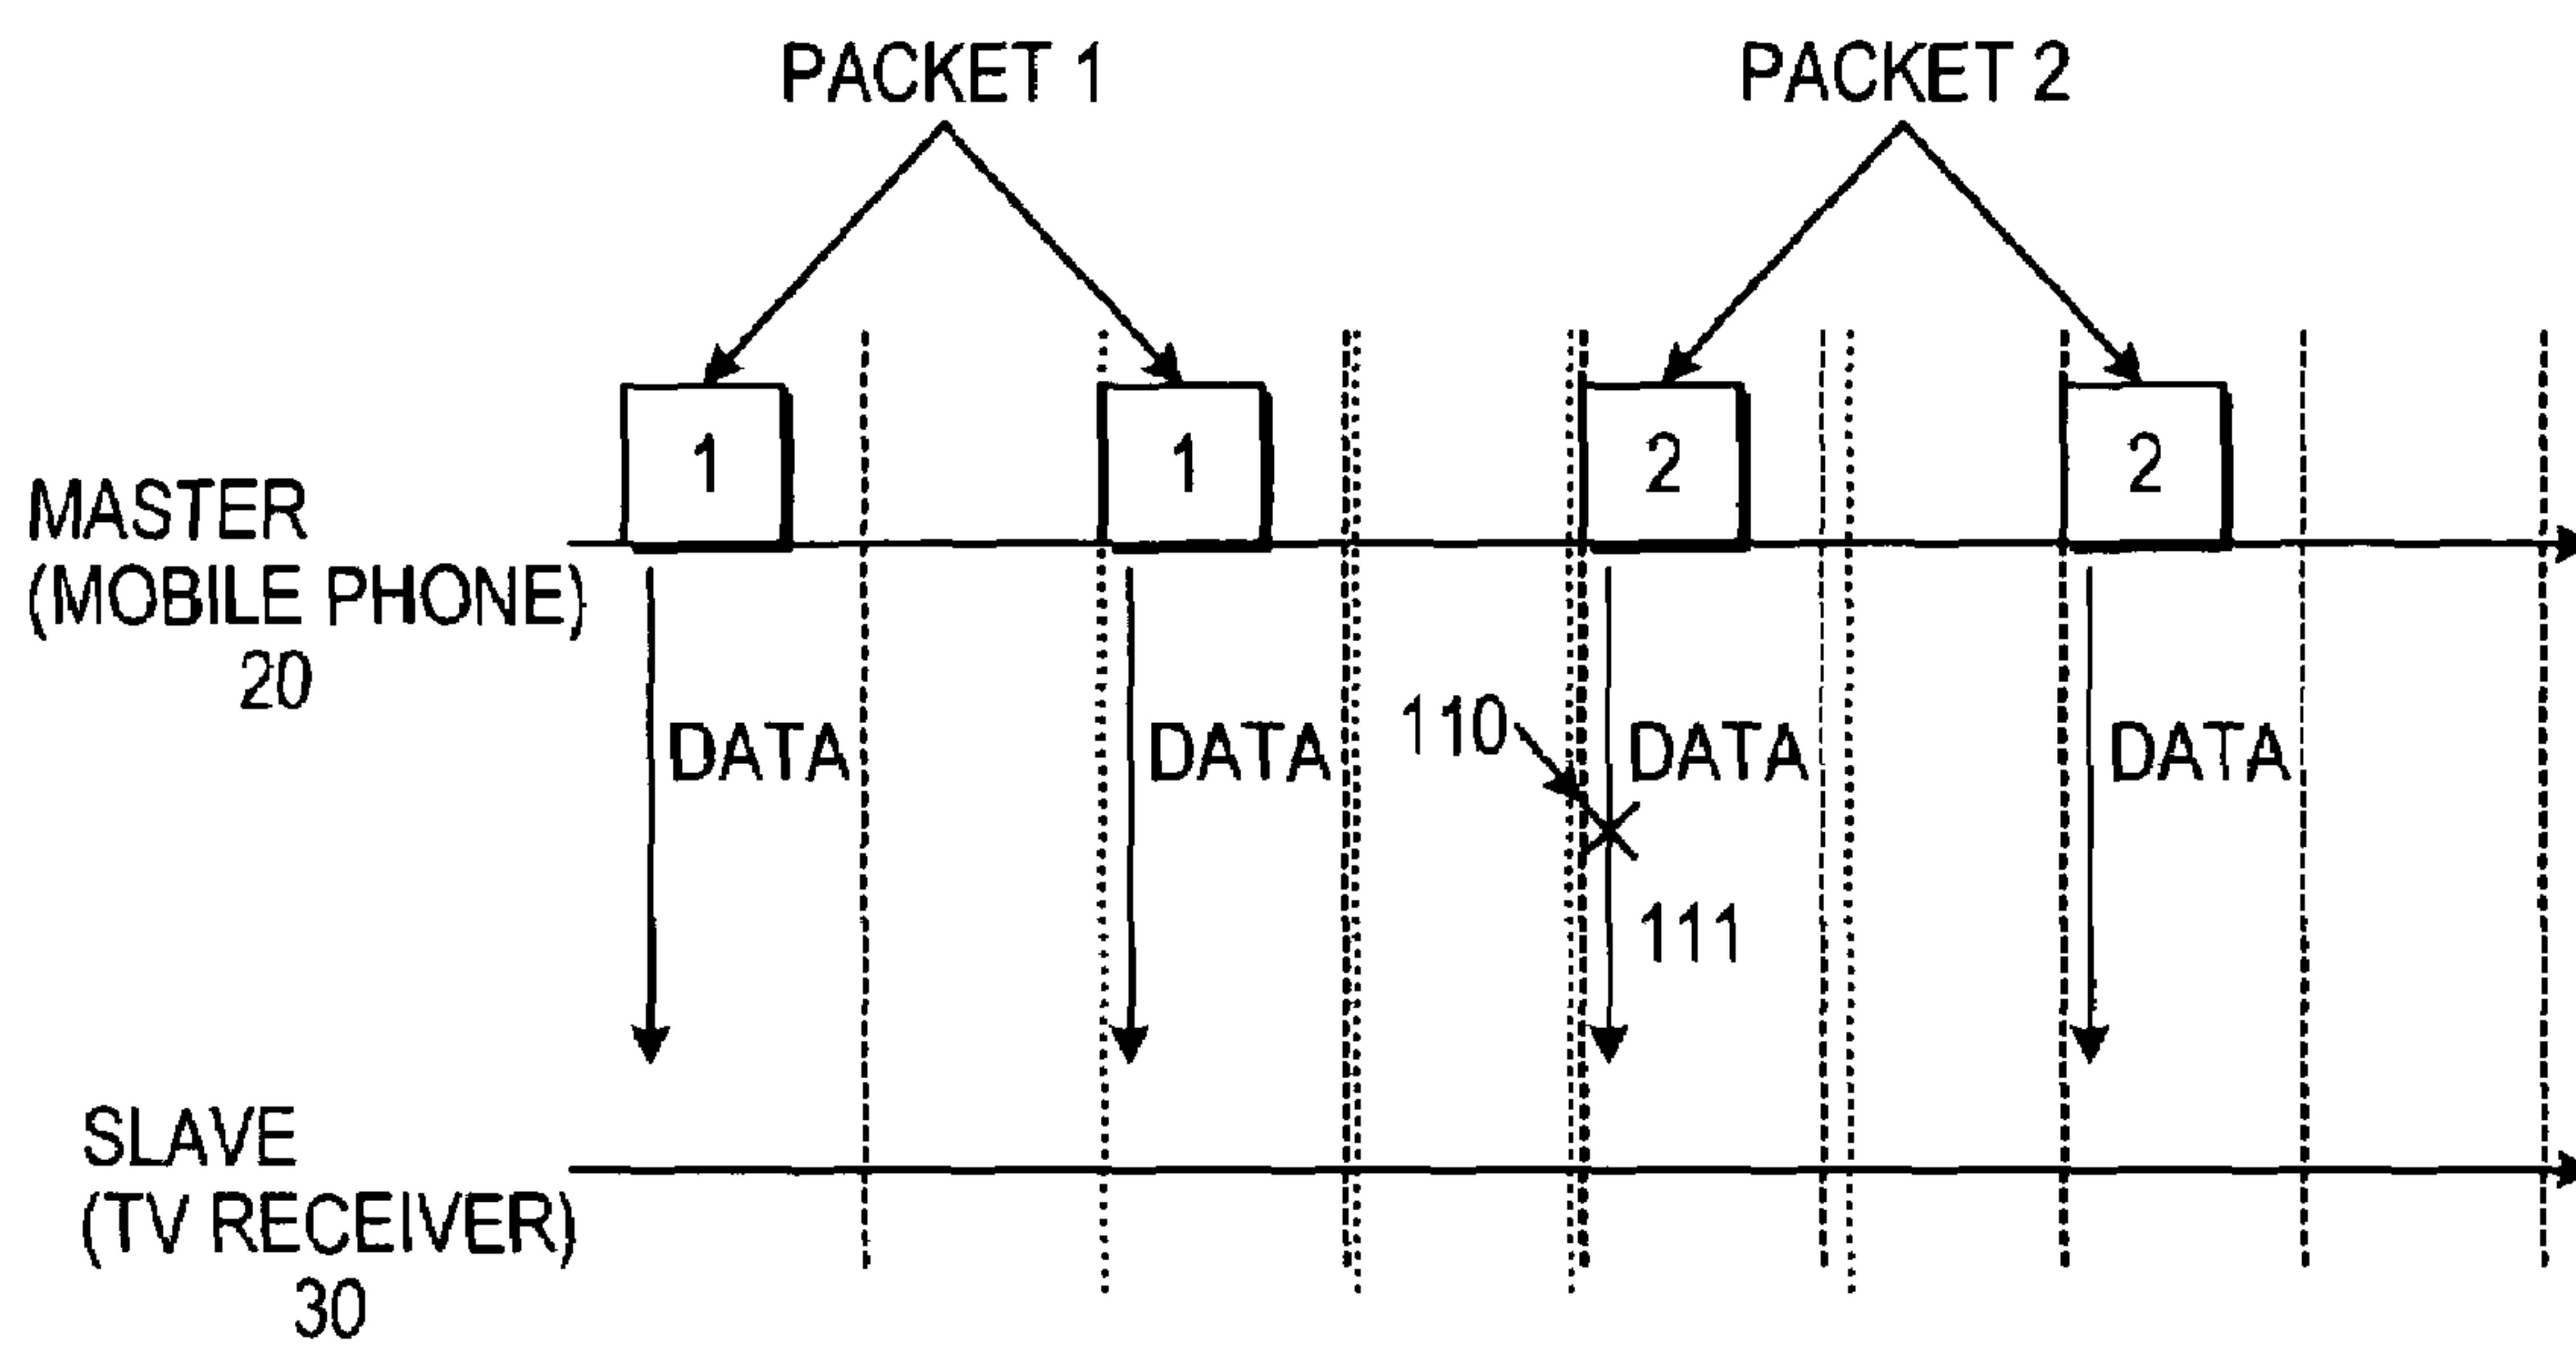 PACKET 1
PACKET 2
1
1
2
2
MASTER
(MOBILE PHONE)
20
DATA
DATA
110
DATA
DATA
111
SLAVE
(TV RECEIVER)
30